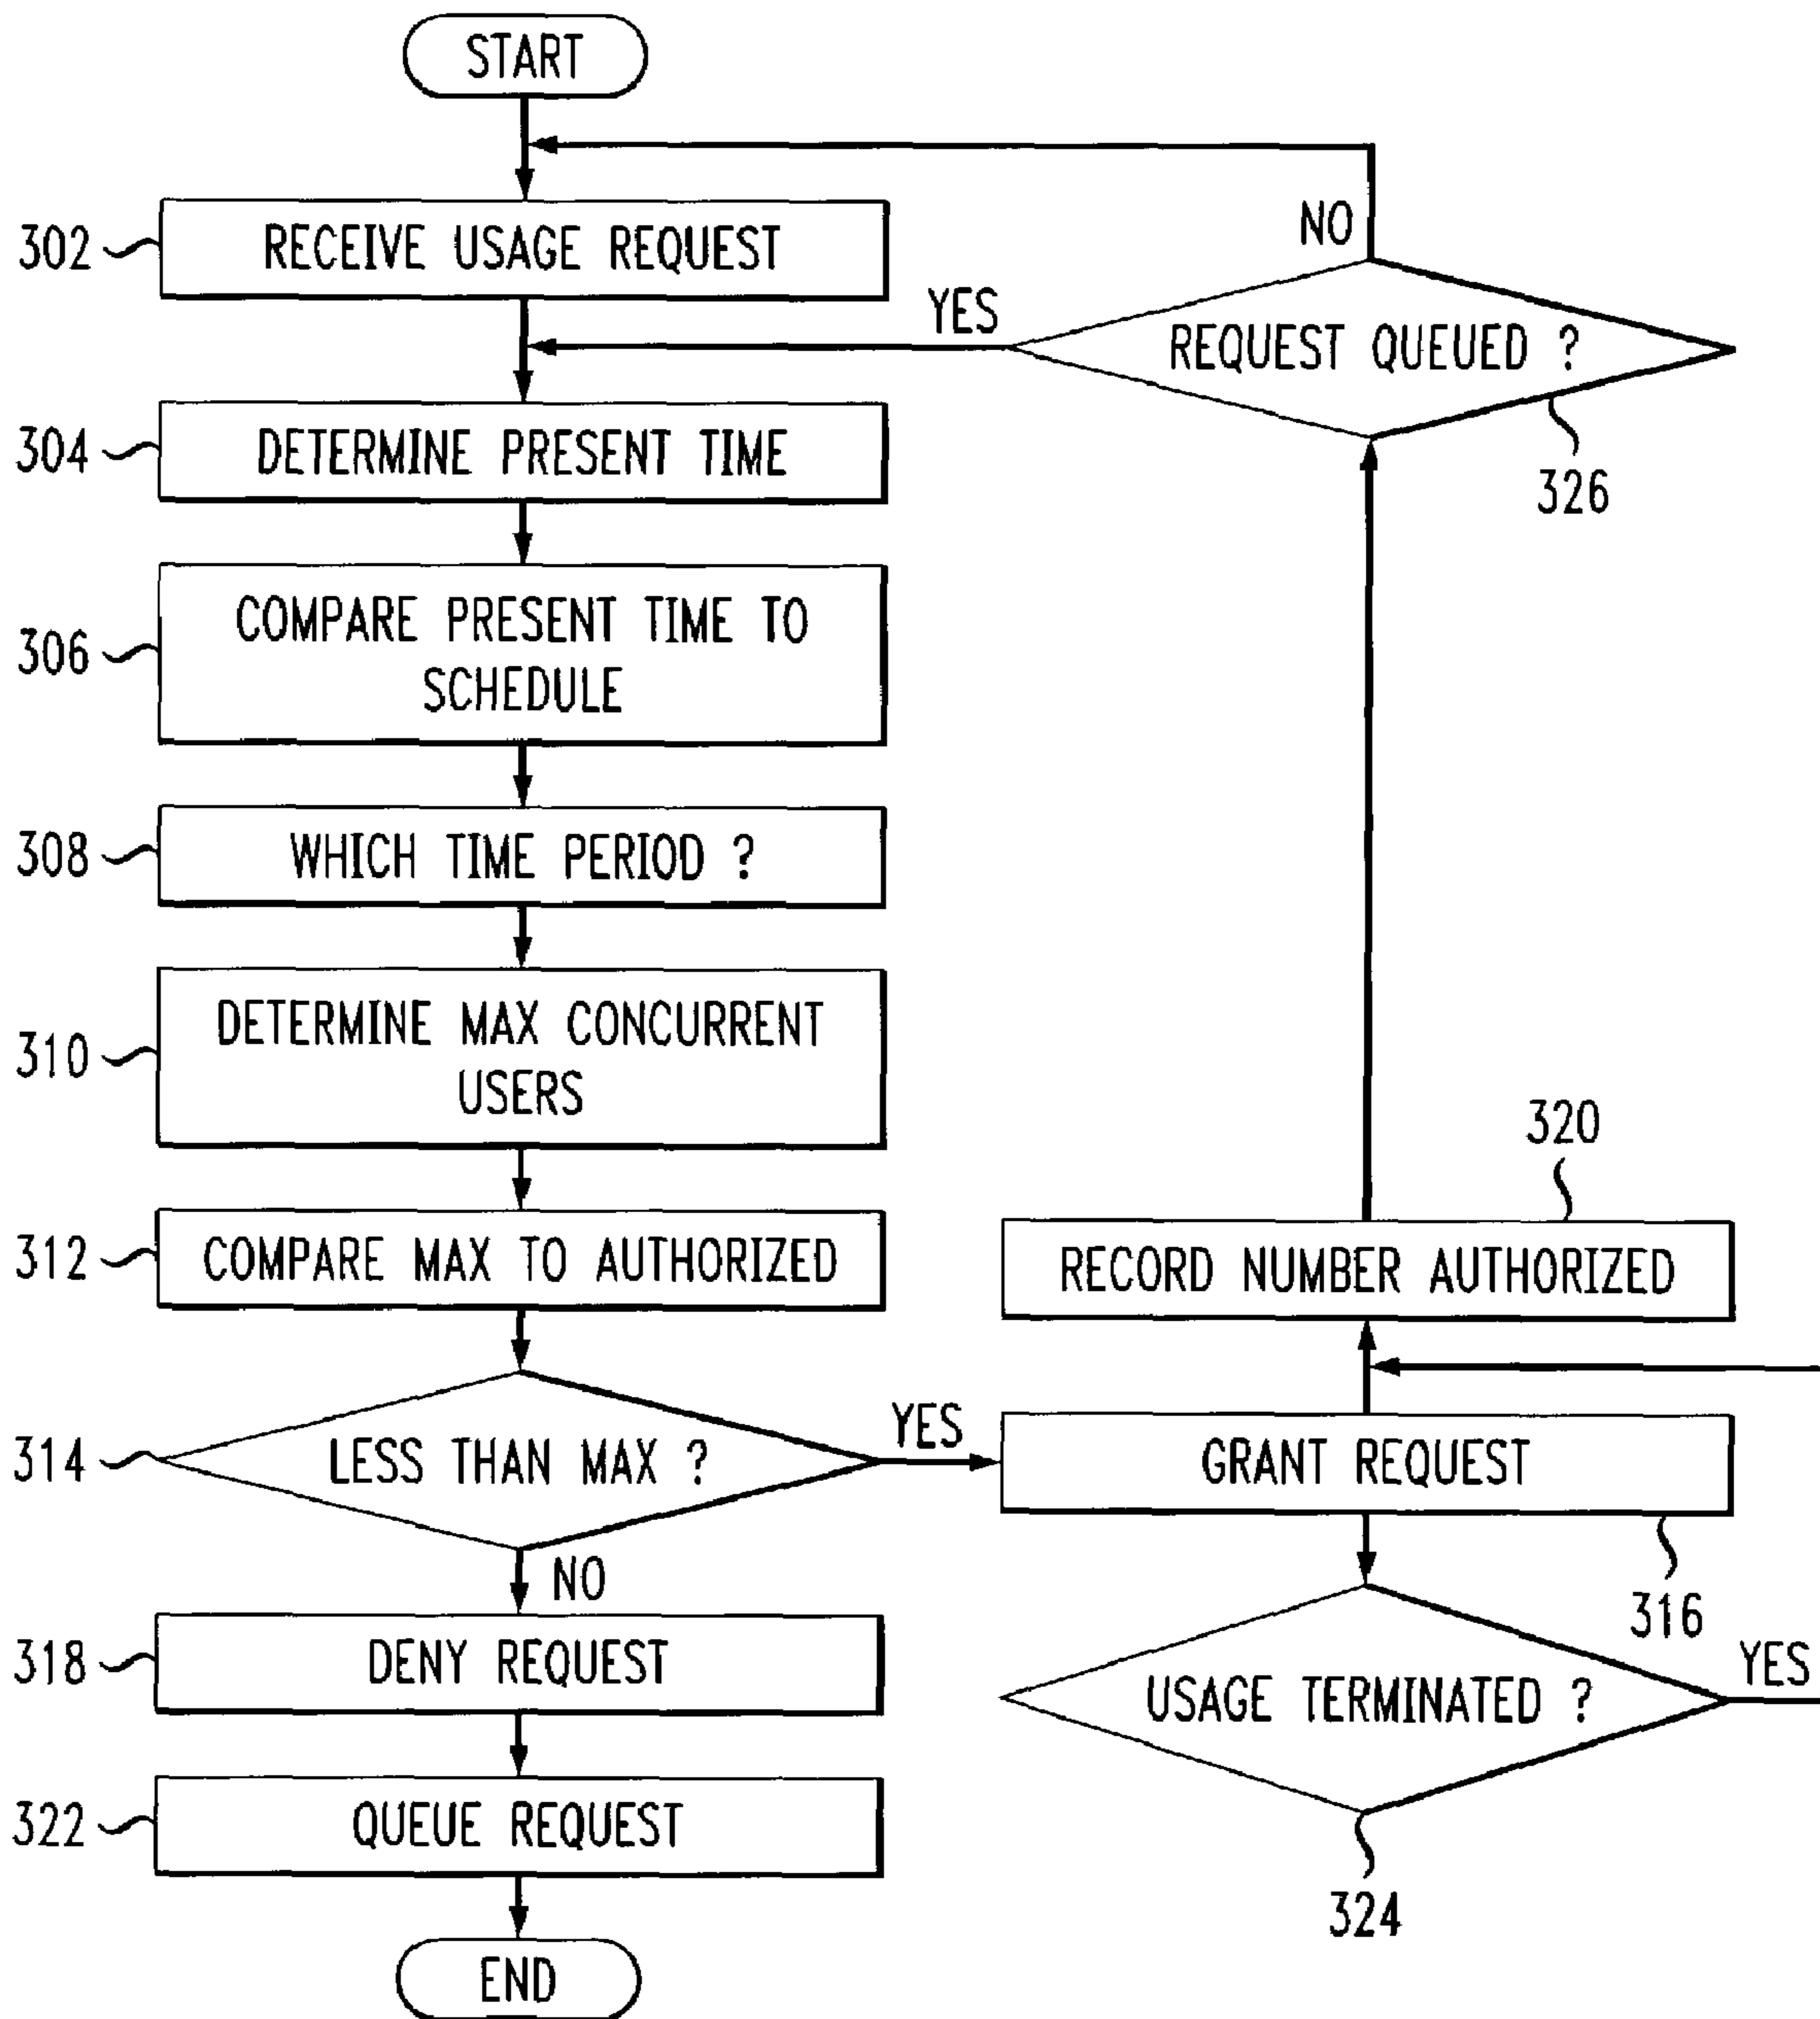 START
302
RECEIVE USAGE REQUEST
NO
YES
REQUEST QUEUED ?
326
304
DETERMINE PRESENT TIME
306
COMPARE PRESENT TIME TO
SCHEDULE
308
WHICH TIME PERIOD ?
310
DETERMINE MAX CONCURRENT
USERS
312
COMPARE MAX TO AUTHORIZED
320
RECORD NUMBER AUTHORIZED
314
LESS THAN MAX ?
YES
GRANT REQUEST
316
NO
318
DENY REQUEST
USAGE TERMINATED ?
YES
324
322
QUEUE REQUEST
END